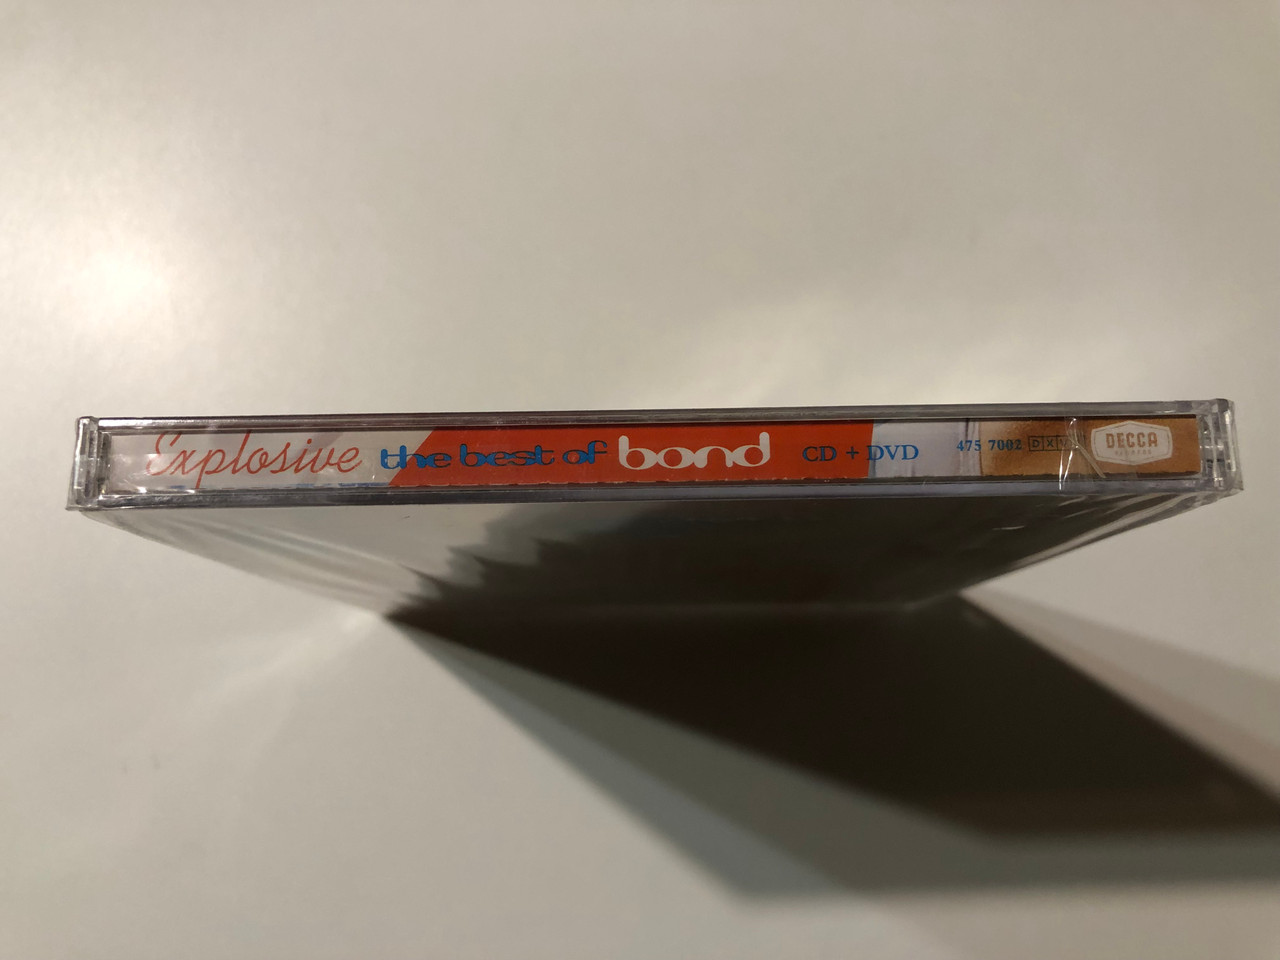 Explosive the best of bond CD + DVD 475 7002 DECCA